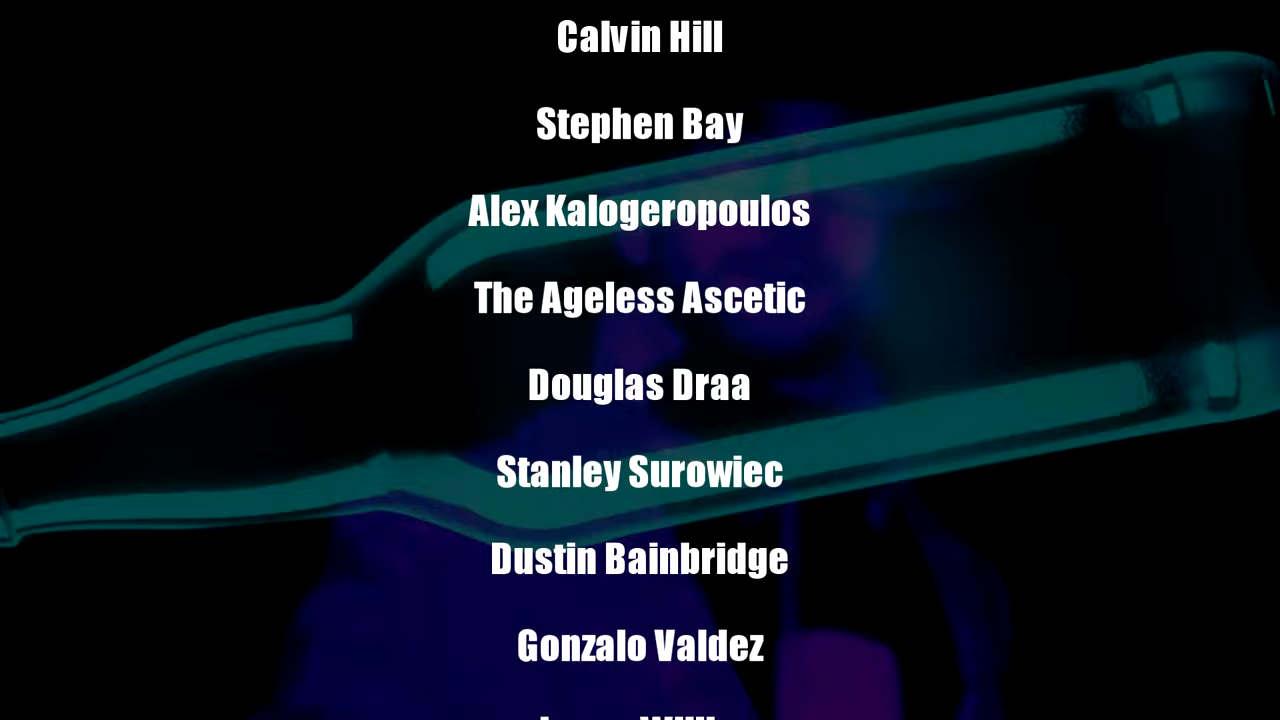 Calvin Hill
Stephen Bay
Alex Kalogeropoulos
The Ageless Ascetic
Douglas Draa
Stanley Surowiec
Dustin Bainbridge
Gonzalo Valdez